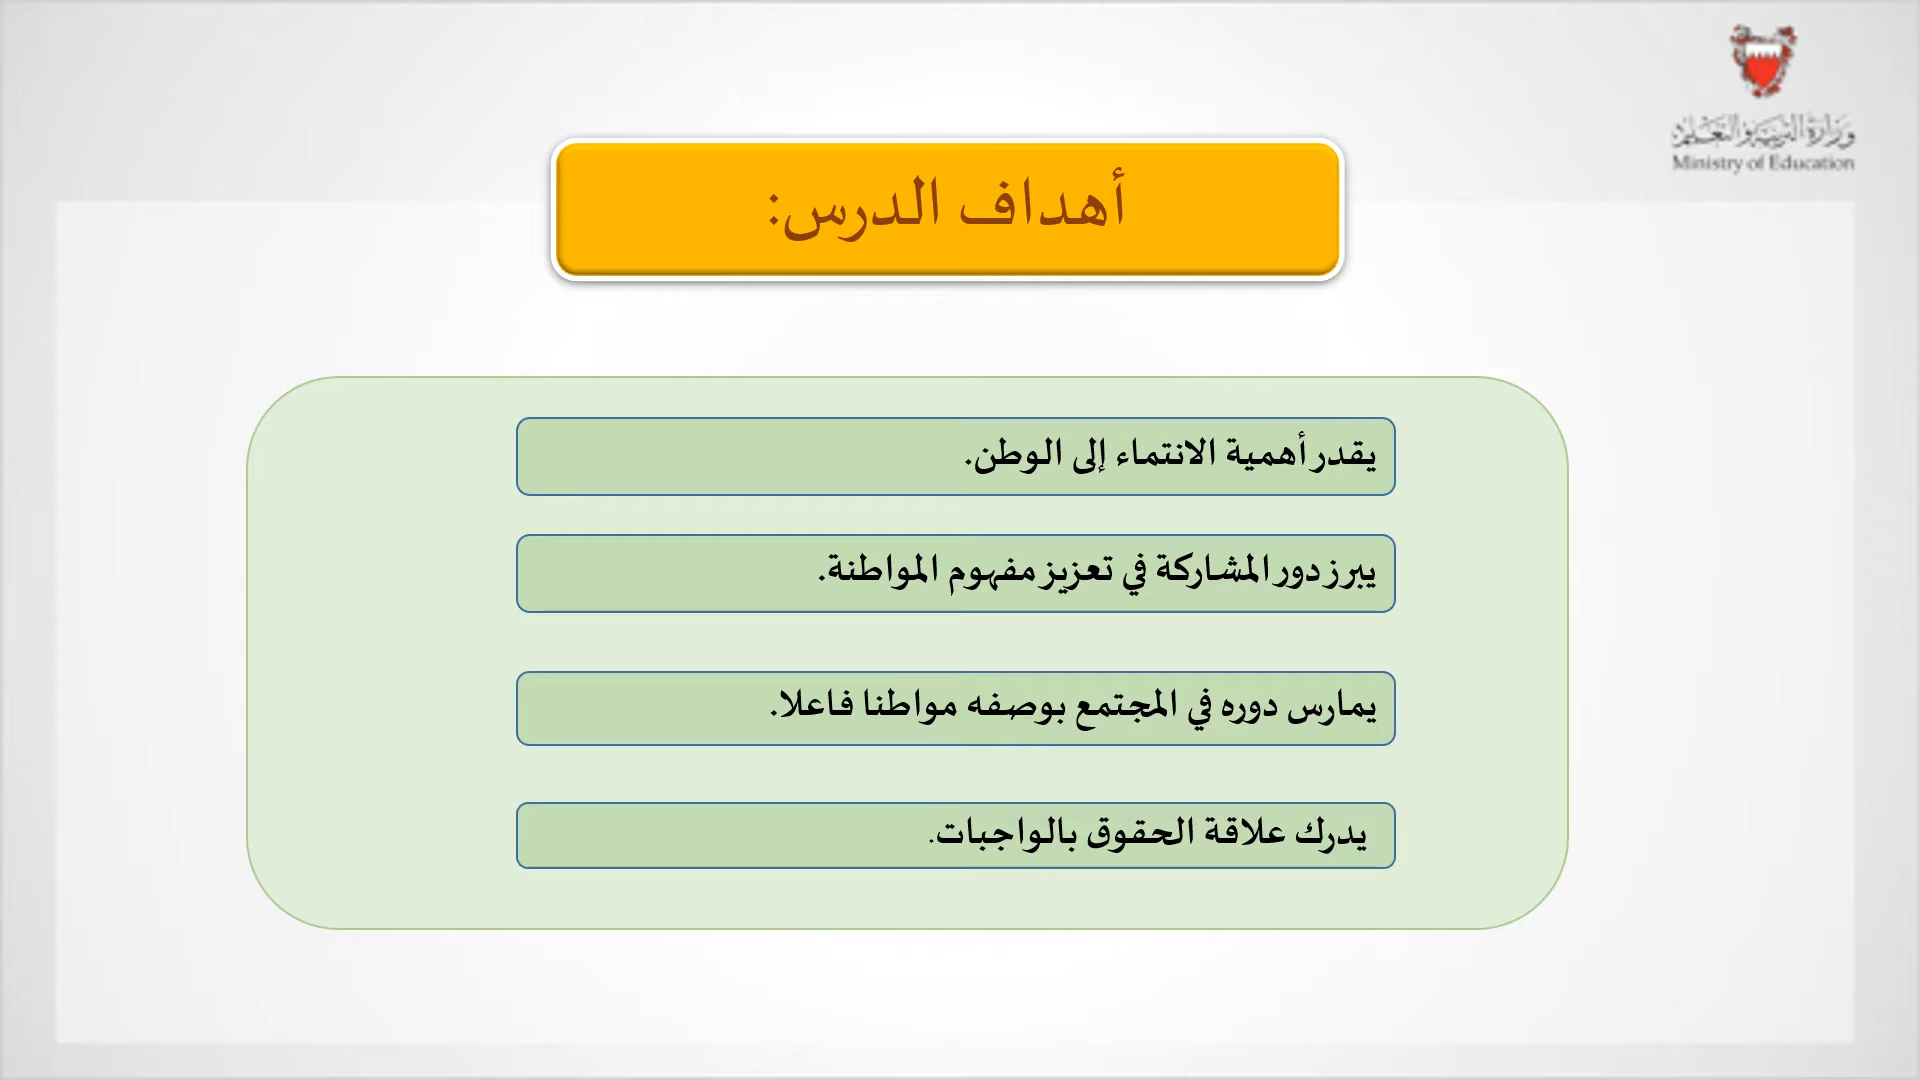 وزارة التربية والتعليم
Ministry of Education
أهداف الدرس:
يقدر أهمية الانتماء إلى الوطن.
يبرز دور المشاركة في تعزيز مفهوم المواطنة.
يمارس دوره في المجتمع بوصفه مواطنا فاعلا.
يدرك علاقة الحقوق بالواجبات.